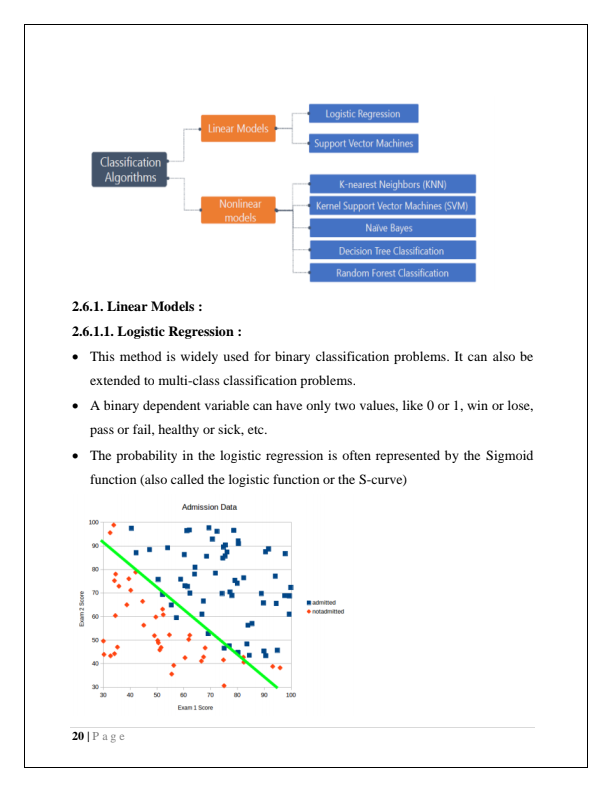 Classification
Algorithms
Linear Models
Nonlinear
models
Logistic Regression
Support Vector Machines
K-nearest Neighbors (KNN)
Kernel Support Vector Machines (SVM)
Naïve Bayes
Decision Tree Classification
Random Forest Classification
2.6.1. Linear Models :
2.6.1.1. Logistic Regression :
• This method is widely used for binary classification problems. It can also be
extended to multi-class classification problems.
• A binary dependent variable can have only two values, like 0 or 1, win or lose,
pass or fail, healthy or sick, etc.
• The probability in the logistic regression is often represented by the Sigmoid
function (also called the logistic function or the S-curve)
Admission Data
100
90
80
70
60
50
40
30
Exam 2 Score
30 40 50 60 70 80 90 100
Exam 1 Score
admitted
notadmitted
20 | P a g e